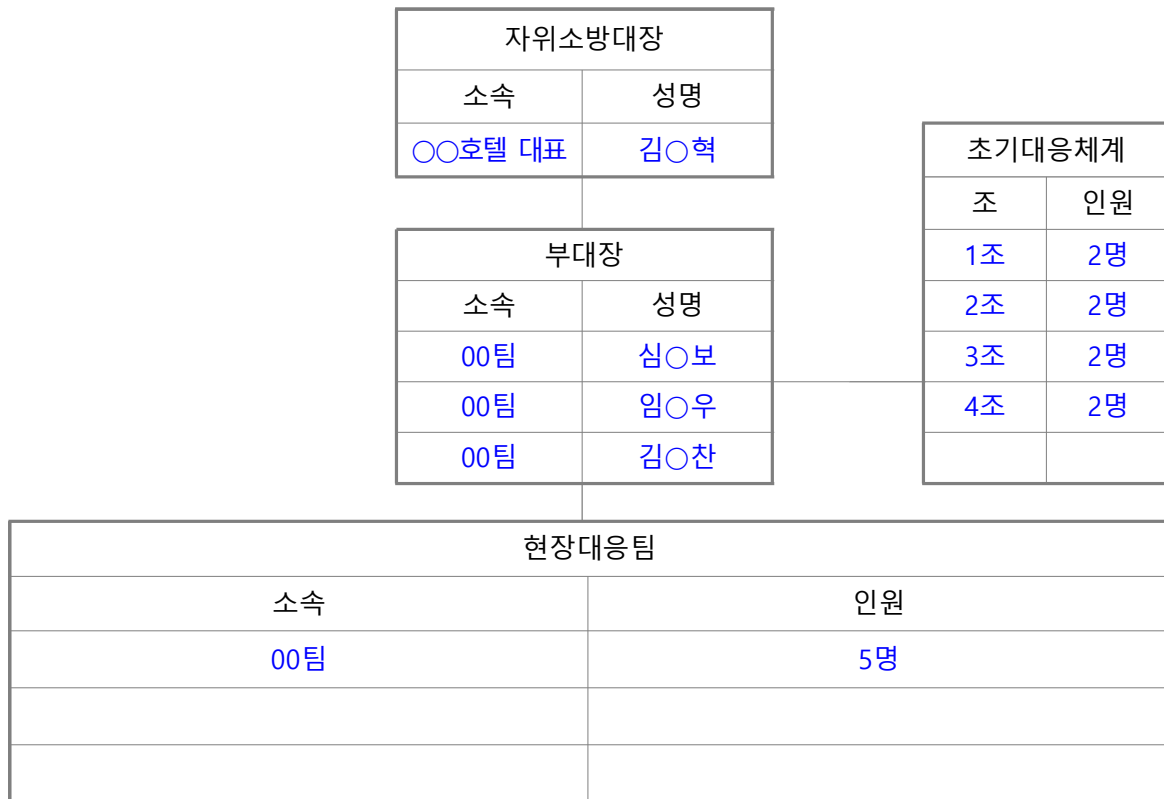 자위소방대장
소속 성명
○○호텔 대표 김○혁
부대장
소속 성명
00팀 심○보
00팀 임○우
00팀 김○찬
초기대응체계
조 인원
1조 2명
2조 2명
3조 2명
4조 2명
현장대응팀
소속 인원
00팀 5명